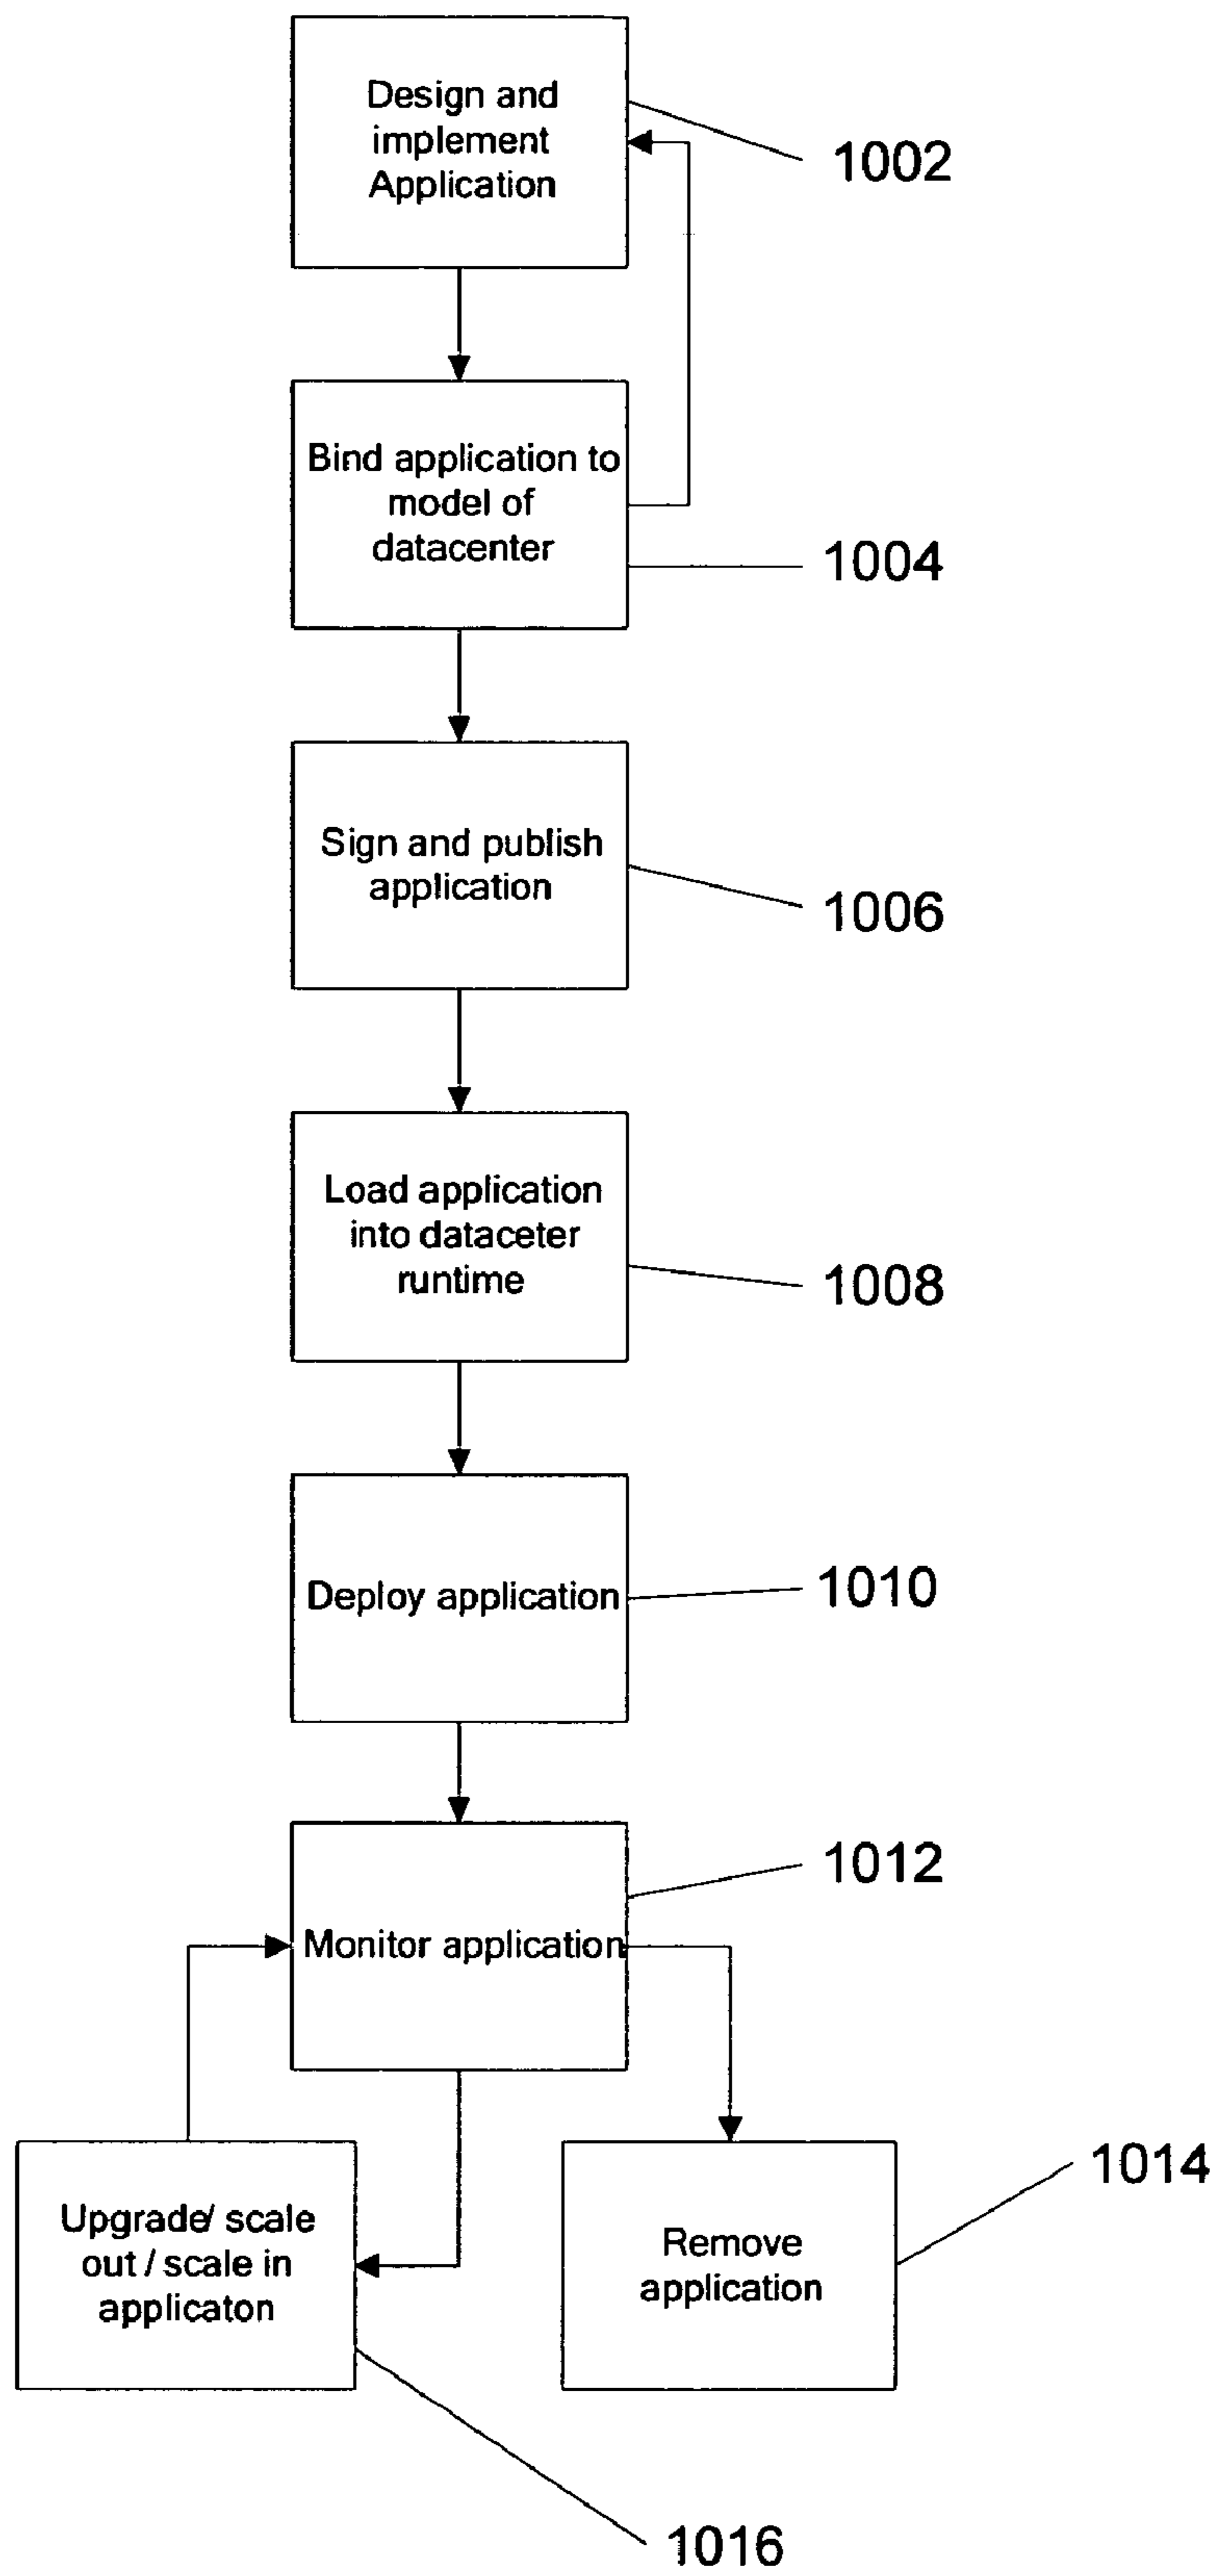 Design and
implement
Application
1002
Bind application to
model of
datacenter
1004
Sign and publish
application
1006
Load application
into dataceter
runtime
1008
Deploy application
1010
1012
Monitor application
Upgrade/ scale
out / scale in
applicaton
Remove
application
1014
1016